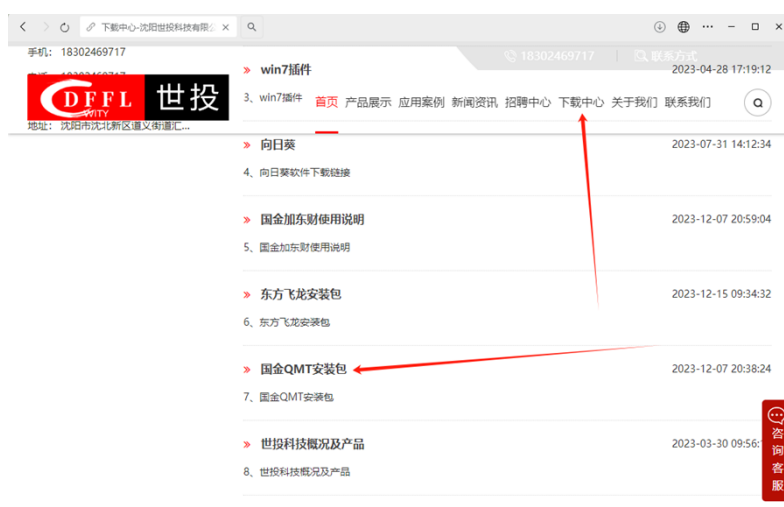 下载中心-沈阳世投科技有限
手机: 18302469717
18302469717 联系方式
» win7插件 2023-04-28 17:19:12
DFFL
WITY
世投
3、win7插件
首页 产品展示 应用案例 新闻资讯 招聘中心 下载中心 关于我们 联系我们
地址: 沈阳市沈北新区道义街道汇...
» 向日葵 2023-07-31 14:12:34
4、向日葵软件下载链接
» 国金加东财使用说明 2023-12-07 20:59:04
5、国金加东财使用说明
» 东方飞龙安装包 2023-12-15 09:34:32
6、东方飞龙安装包
» 国金QMT安装包 2023-12-07 20:38:24
7、国金QMT安装包
» 世投科技概况及产品 2023-03-30 09:56:
8、世投科技概况及产品
咨询客服